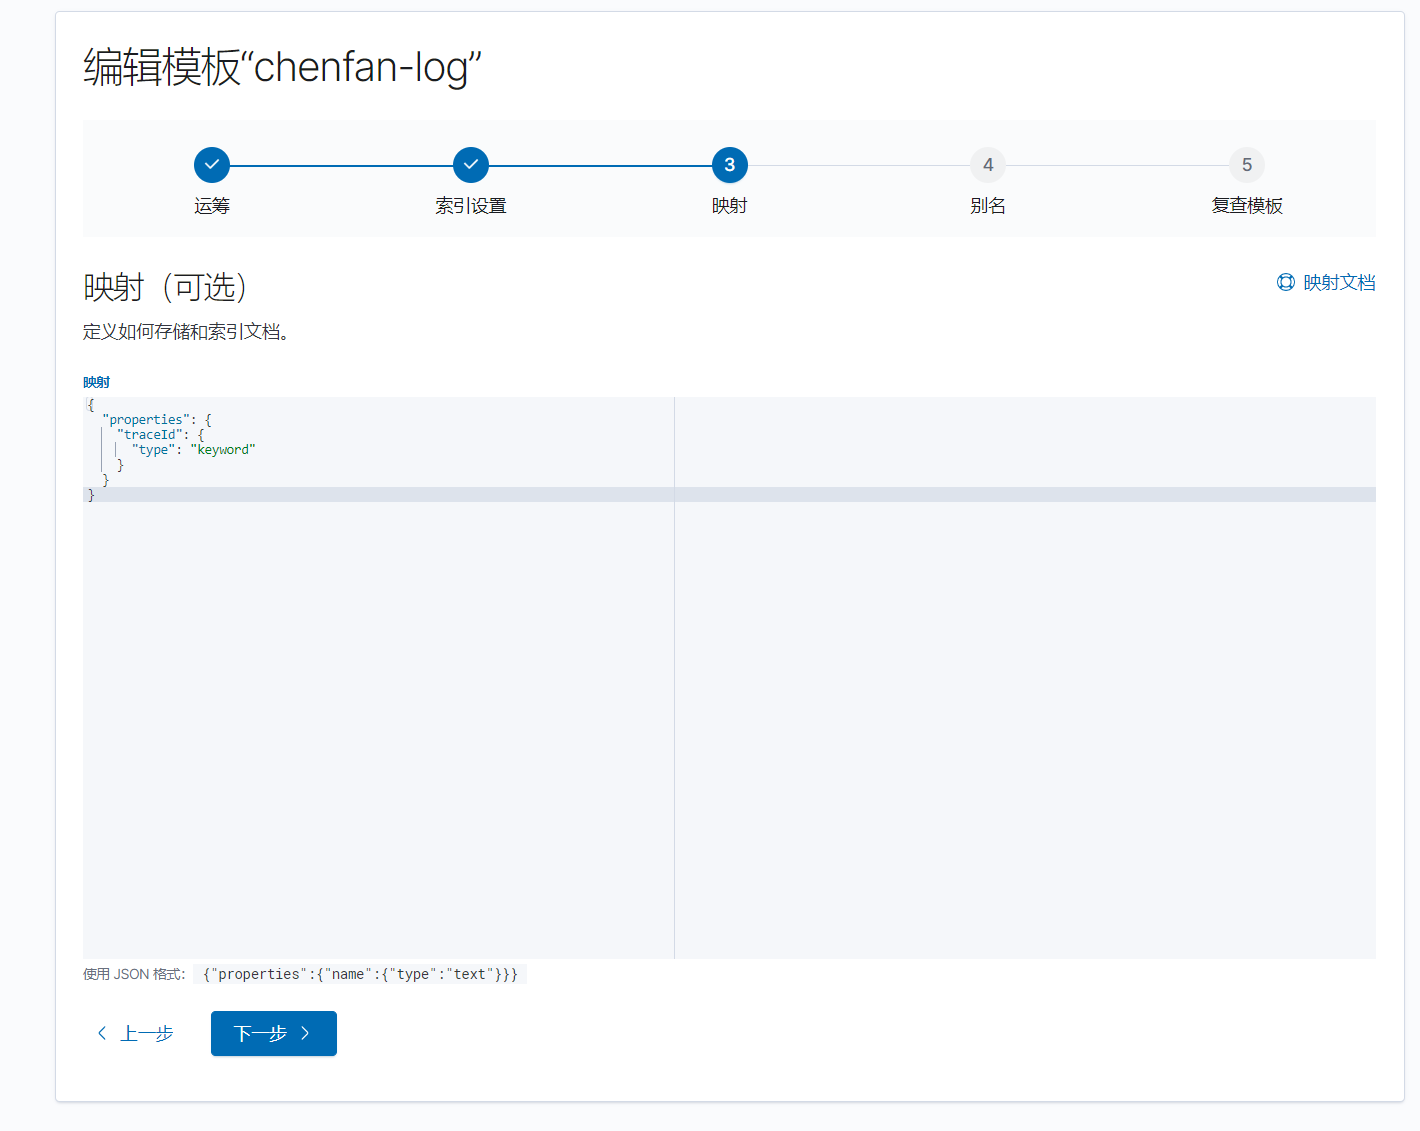 编辑模板“chenfan-log”
3
4
5
运筹
索引设置
映射
别名
复查模板
映射（可选）
映射文档
定义如何存储和索引文档。
映射
{
"properties": {
"traceId": {
"type": "keyword"
}
}
}
使用 JSON 格式： {"properties":{"name":{"type":"text"}}}
上一步
下一步